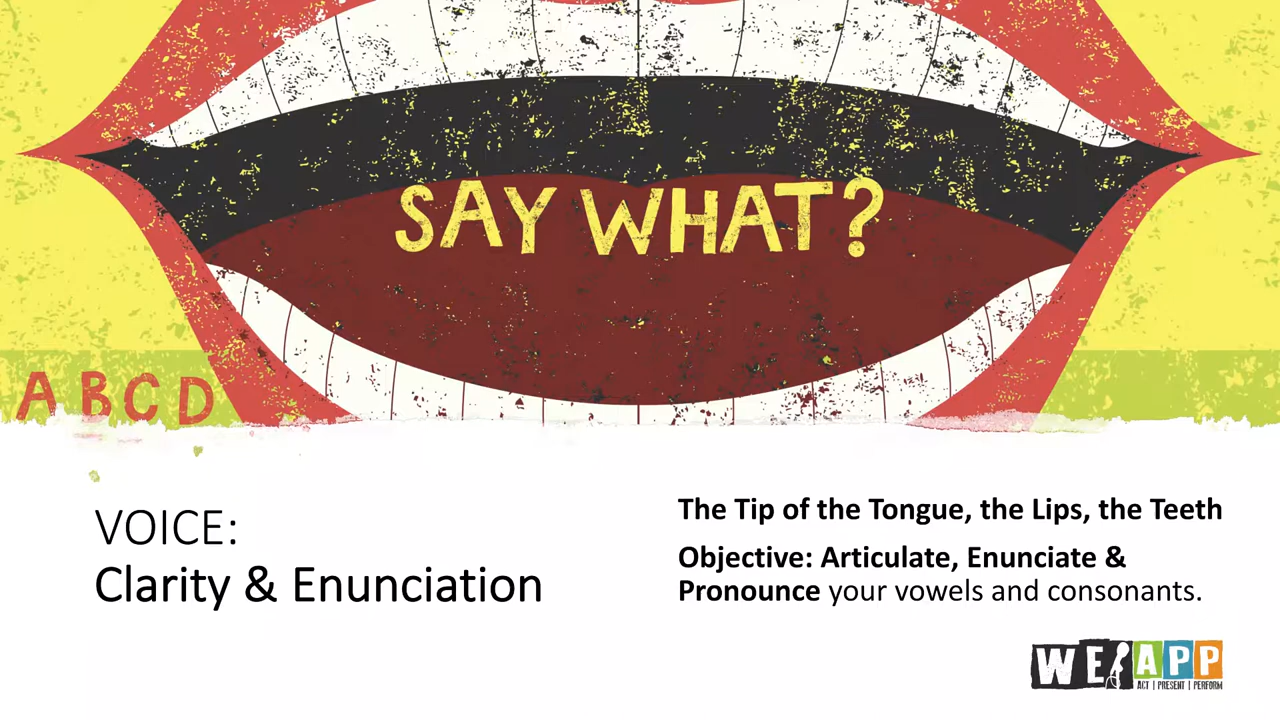 SAY WHAT?
A B C D
VOICE:
Clarity & Enunciation
The Tip of the Tongue, the Lips, the Teeth
Objective: Articulate, Enunciate &
Pronounce your vowels and consonants.
WE APP
ACT | PRESENT | PERFORM